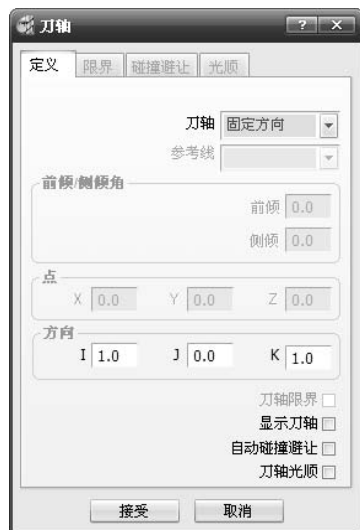 刀轴
定义 限界 碰撞避让 光顺
刀轴 固定方向
参考线
前倾/侧倾角
前倾 0.0
侧倾 0.0
点
X 0.0 Y 0.0 Z 0.0
方向
I 1.0 J 0.0 K 1.0
刀轴限界
显示刀轴
自动碰撞避让
刀轴光顺
接受 取消